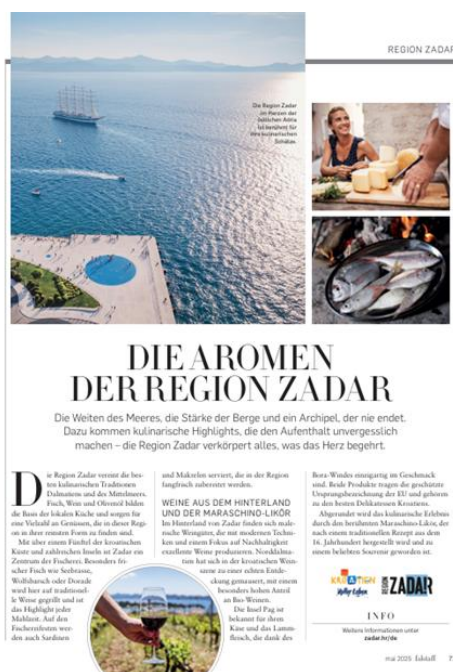 REGION ZADAR
Die Region Zadar
im Herzen der
östlichen Adria
ist berühmt für
ihre kulinarischen
Schätze.
DIE AROMEN
DER REGION ZADAR
Die Weiten des Meeres, die Stärke der Berge und ein Archipel, der nie endet.
Dazu kommen kulinarische Highlights, die den Aufenthalt unvergesslich
machen – die Region Zadar verkörpert alles, was das Herz begehrt.
Die Region Zadar vereint die bes-
ten kulinarischen Traditionen
Dalmatiens und des Mittelmeers.
Fisch, Wein und Olivenöl bilden
die Basis der lokalen Küche und sorgen für
eine Vielzahl an Genüssen, die in dieser Regi-
on in ihrer reinsten Form zu finden sind.
Mit über einem Fünftel der kroatischen
Küste und zahlreichen Inseln ist Zadar ein
Zentrum der Fischerei. Besonders fri-
scher Fisch wie Seebrasse,
Wolfsbarsch oder Dorade
wird hier auf traditionel-
le Weise gegrillt und ist
das Highlight jeder
Mahlzeit. Auf den
Fischerfesten wer-
den auch Sardinen
und Makrelen serviert, die in der Region
fangfrisch zubereitet werden.
WEINE AUS DEM HINTERLAND
UND DER MARASCHINO-LIKÖR
Im Hinterland von Zadar finden sich male-
rische Weingüter, die mit modernen Techni-
ken und einem Fokus auf Nachhaltigkeit
exzellente Weine produzieren. Norddalma-
tien hat sich in der kroatischen Wein-
szene zu einer echten Entde-
ckung gemausert, mit einem
besonders hohen Anteil
an Bio-Weinen.
Die Insel Pag ist
bekannt für ihren
Käse und das Lamm-
fleisch, die dank des
Bora-Windes einzigartig im Geschmack
sind. Beide Produkte tragen die geschützte
Ursprungsbezeichnung der EU und gehören
zu den besten Delikatessen Kroatiens.
Abgerundet wird das kulinarische Erlebnis
durch den berühmten Maraschino-Likör, der
nach einem traditionellen Rezept aus dem
16. Jahrhundert hergestellt wird und zu
einem beliebten Souvenir geworden ist.
KROATIEN
Voller Leben
REGION ZADAR
INFO
Weitere Informationen unter
zadar.hr/de
mai 2025 falstaff